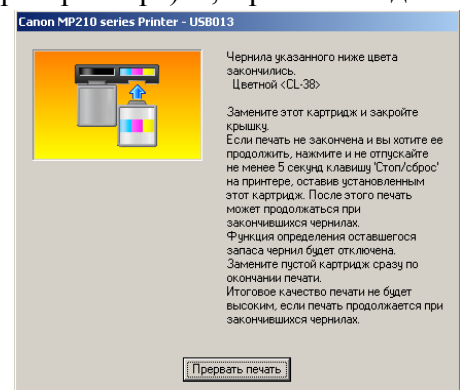 Canon MP210 series Printer - USB013
Чернила указанного ниже цвета
закончились.
Цветной <CL-38>
Замените этот картридж и закройте
крышку.
Если печать не закончена и вы хотите ее
продолжить, нажмите и не отпускайте
не менее 5 секунд клавишу 'Стоп/сброс'
на принтере, оставив установленным
этот картридж. После этого печать
может продолжаться при
закончившихся чернилах.
Функция определения оставшегося
запаса чернил будет отключена.
Замените пустой картридж сразу по
окончании печати.
Итоговое качество печати не будет
высоким, если печать продолжается при
закончившихся чернилах.
Прервать печать